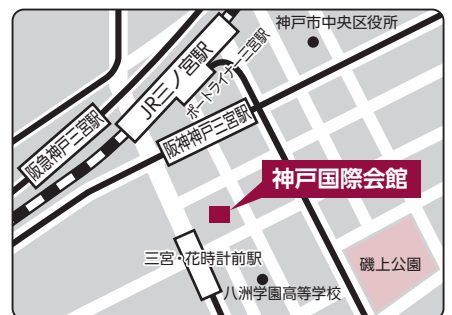 神戸市中央区役所
JR三ノ宮駅
ポートライナー三宮駅
阪急神戸三宮駅
阪神神戸三宮駅
神戸国際会館
三宮・花時計前駅
磯上公園
八洲学園高等学校